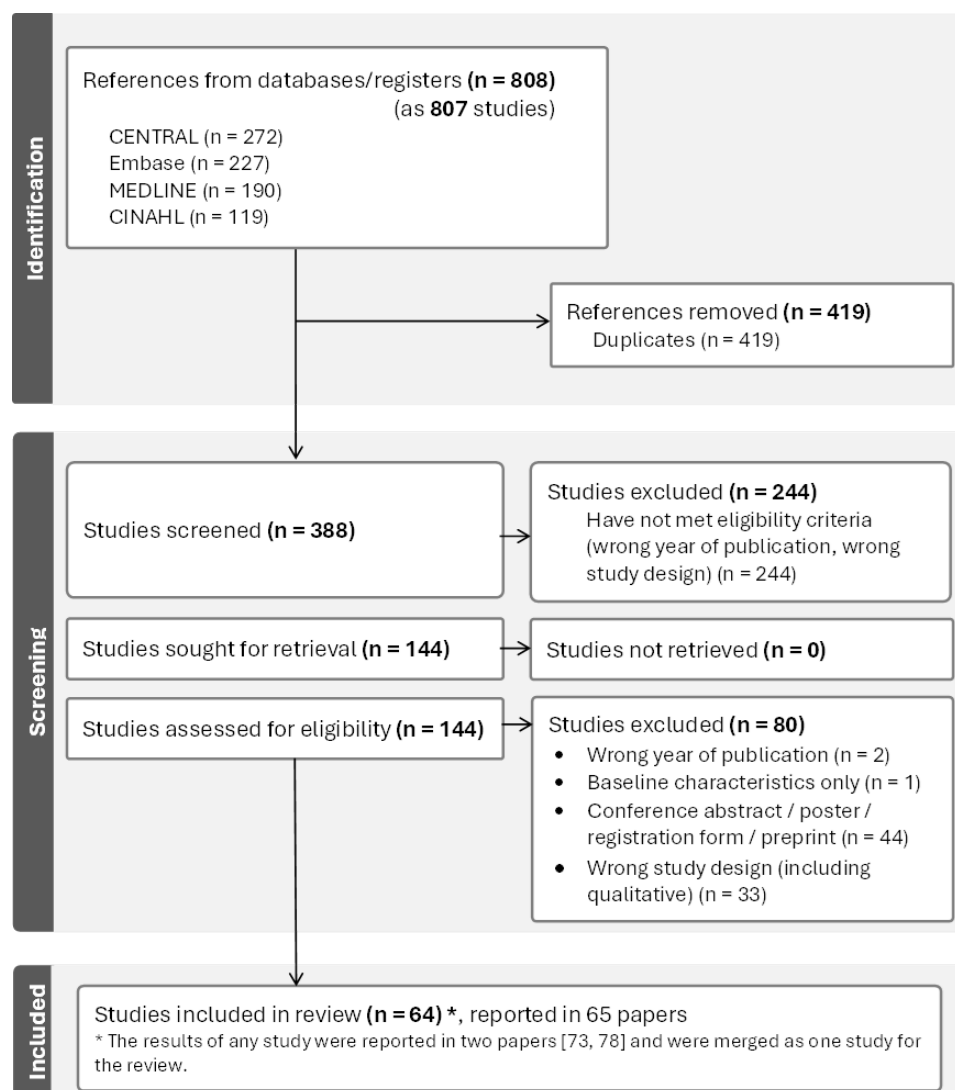 Identification
References from databases/registers (n = 808)
(as 807 studies)
CENTRAL (n = 272)
Embase (n = 227)
MEDLINE (n = 190)
CINAHL (n = 119)
References removed (n = 419)
Duplicates (n = 419)
Screening
Studies screened (n = 388)
Studies excluded (n = 244)
Have not met eligibility criteria
(wrong year of publication, wrong
study design) (n = 244)
Studies sought for retrieval (n = 144)
Studies not retrieved (n = 0)
Studies assessed for eligibility (n = 144)
Studies excluded (n = 80)
• Wrong year of publication (n = 2)
• Baseline characteristics only (n = 1)
• Conference abstract / poster /
registration form / preprint (n = 44)
• Wrong study design (including
qualitative) (n = 33)
Included
Studies included in review (n = 64) *, reported in 65 papers
* The results of any study were reported in two papers [73, 78] and were merged as one study for
the review.